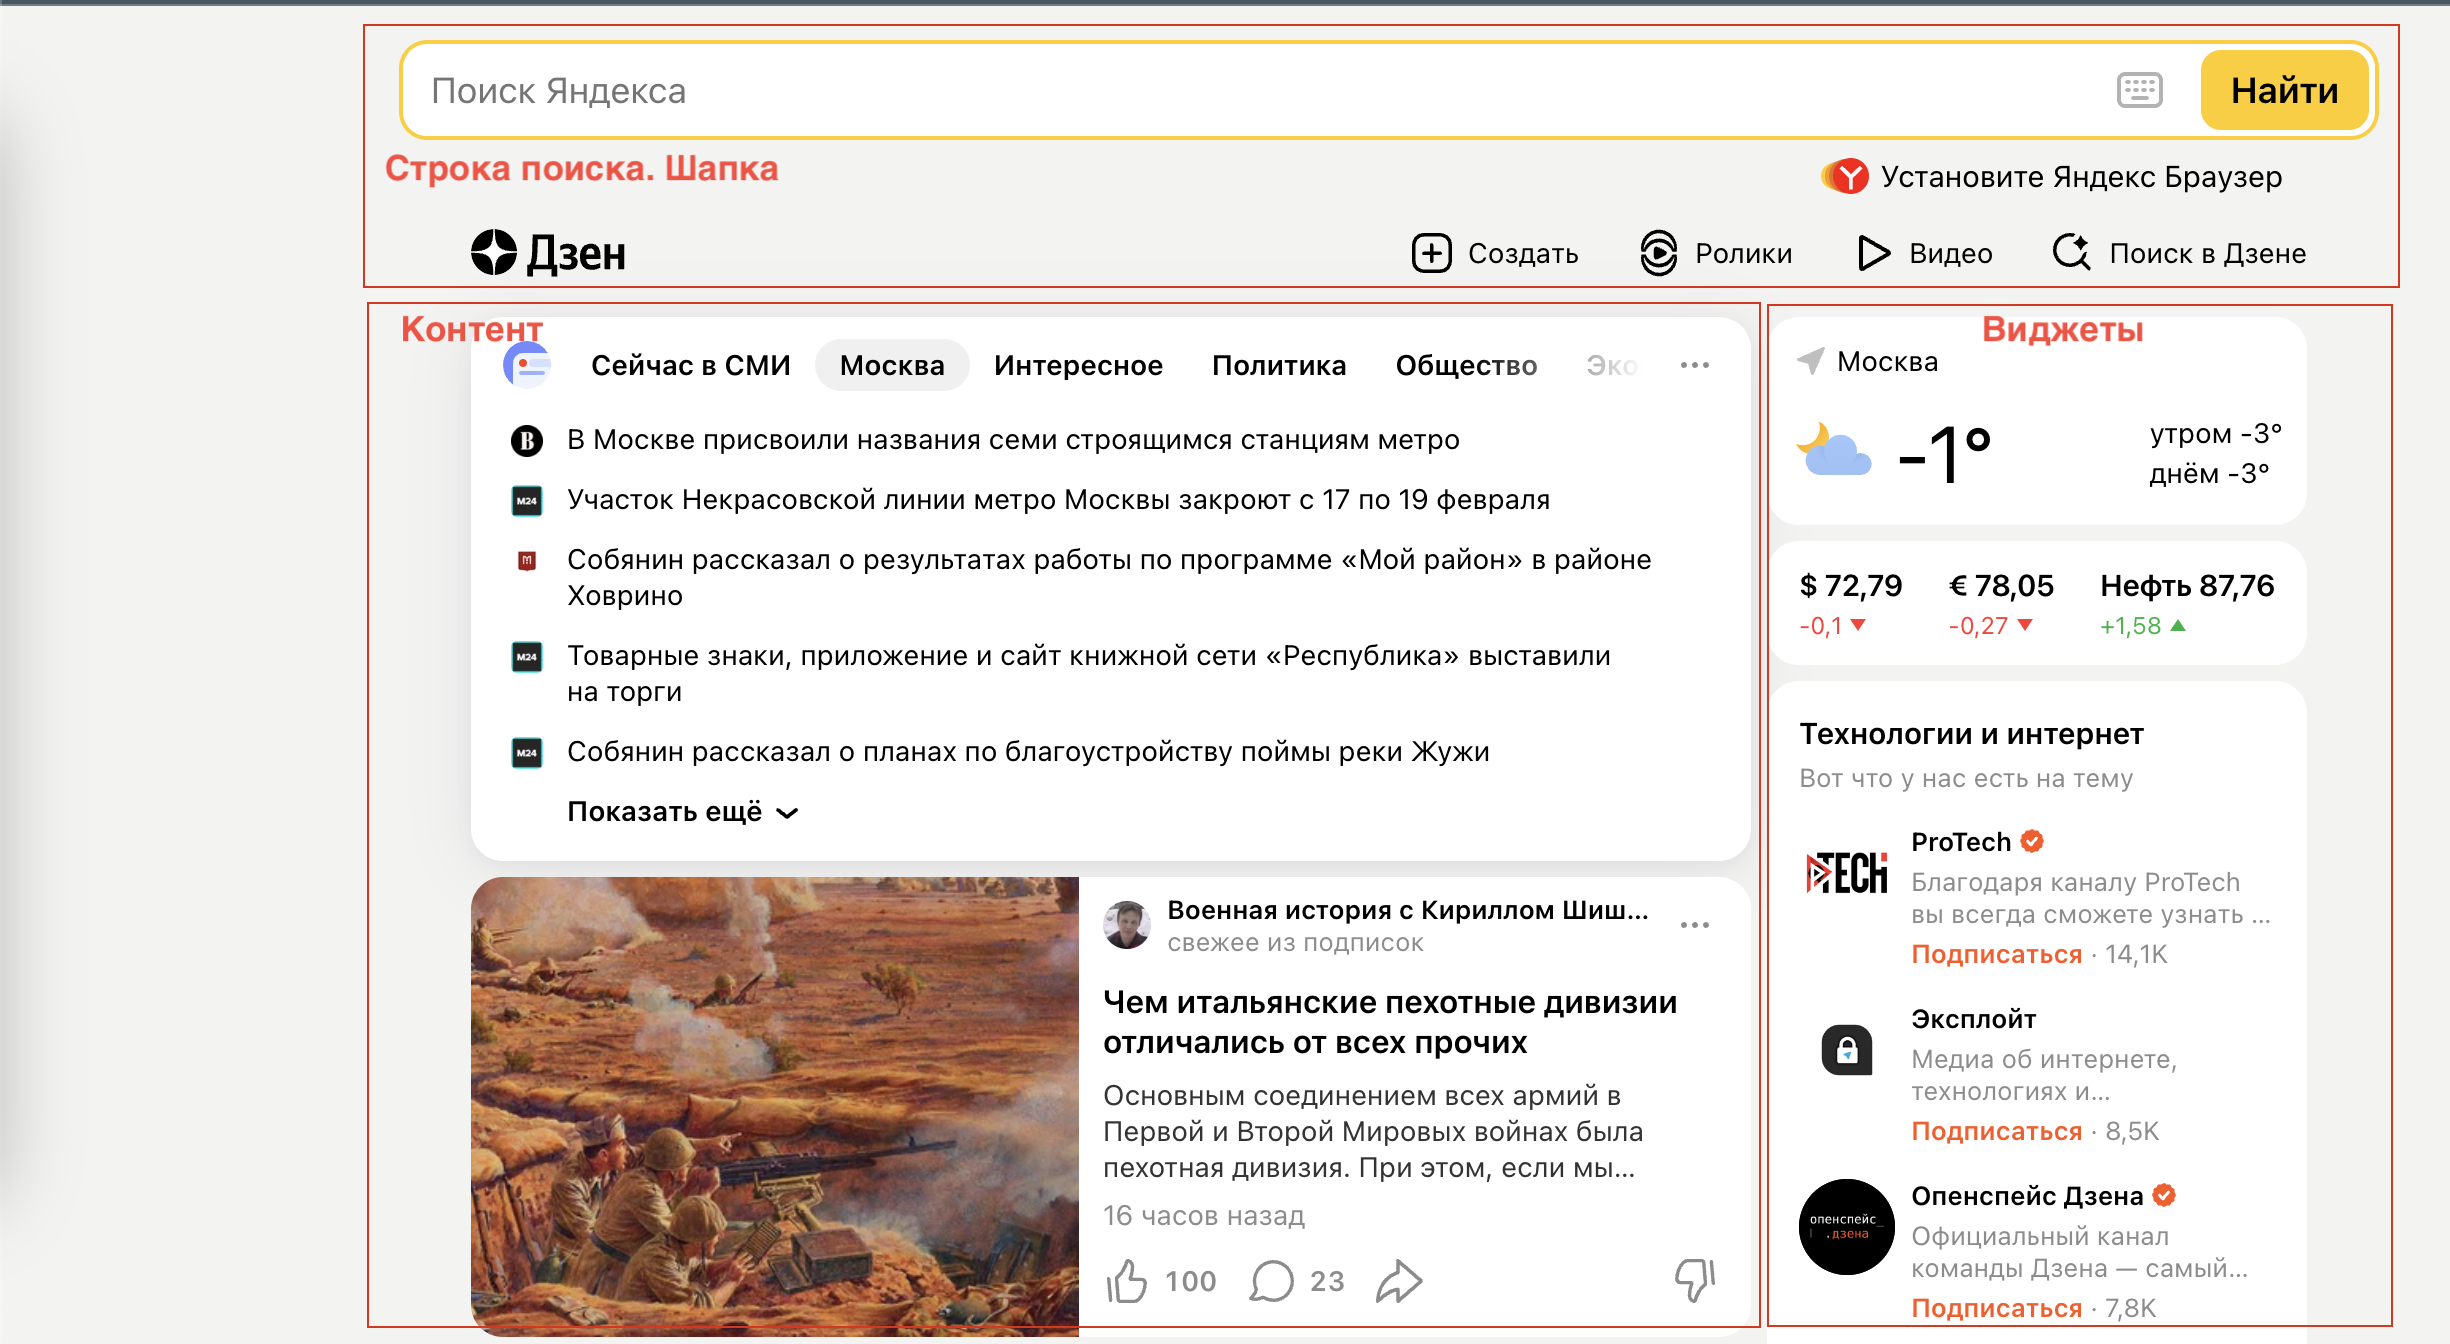 Поиск Яндекса
Найти
Строка поиска. Шапка
Установите Яндекс Браузер
Дзен
Создать
Ролики
Видео
Поиск в Дзене
Контент
Сейчас в СМИ Москва Интересное Политика Общество Эко
В Москве присвоили названия семи строящимся станциям метро
М24 Участок Некрасовской линии метро Москвы закроют с 17 по 19 февраля
Собянин рассказал о результатах работы по программе «Мой район» в районе
Ховрино
М24 Товарные знаки, приложение и сайт книжной сети «Республика» выставили
на торги
М24 Собянин рассказал о планах по благоустройству поймы реки Жужи
Показать ещё
Военная история с Кириллом Шиш...
свежее из подписок
Чем итальянские пехотные дивизии
отличались от всех прочих
Основным соединением всех армий в
Первой и Второй Мировых войнах была
пехотная дивизия. При этом, если мы...
16 часов назад
100 23
Виджеты
Москва
-1°
утром -3°
днём -3°
$ 72,79 € 78,05 Нефть 87,76
-0,1 -0,27 +1,58
Технологии и интернет
Вот что у нас есть на тему
ProTech
Благодаря каналу ProTech
вы всегда сможете узнать ...
Подписаться · 14,1K
Эксплойт
Медиа об интернете,
технологиях и...
Подписаться · 8,5K
опенспейс_
.дзена
Опенспейс Дзена
Официальный канал
команды Дзена — самый...
Подписаться · 7,8K